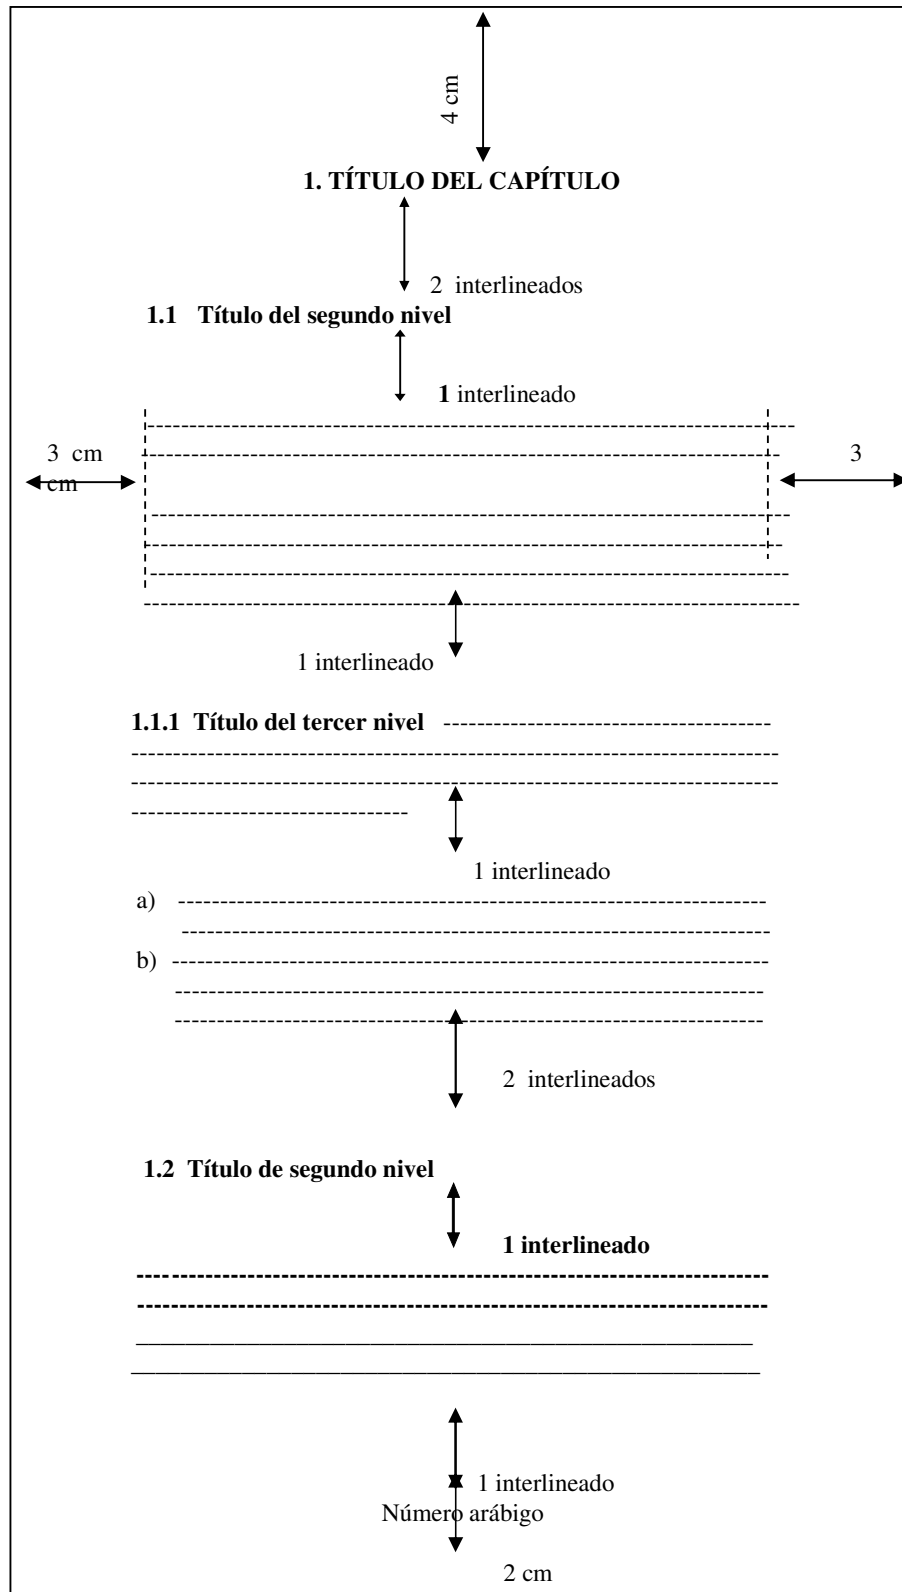 4 cm
1. TÍTULO DEL CAPÍTULO
2 interlineados
1.1 Título del segundo nivel
1 interlineado
3 cm 3
cm
1 interlineado
1.1.1 Título del tercer nivel
1 interlineado
a)
b)
2 interlineados
1.2 Título de segundo nivel
1 interlineado
1 interlineado
Número arábigo
2 cm